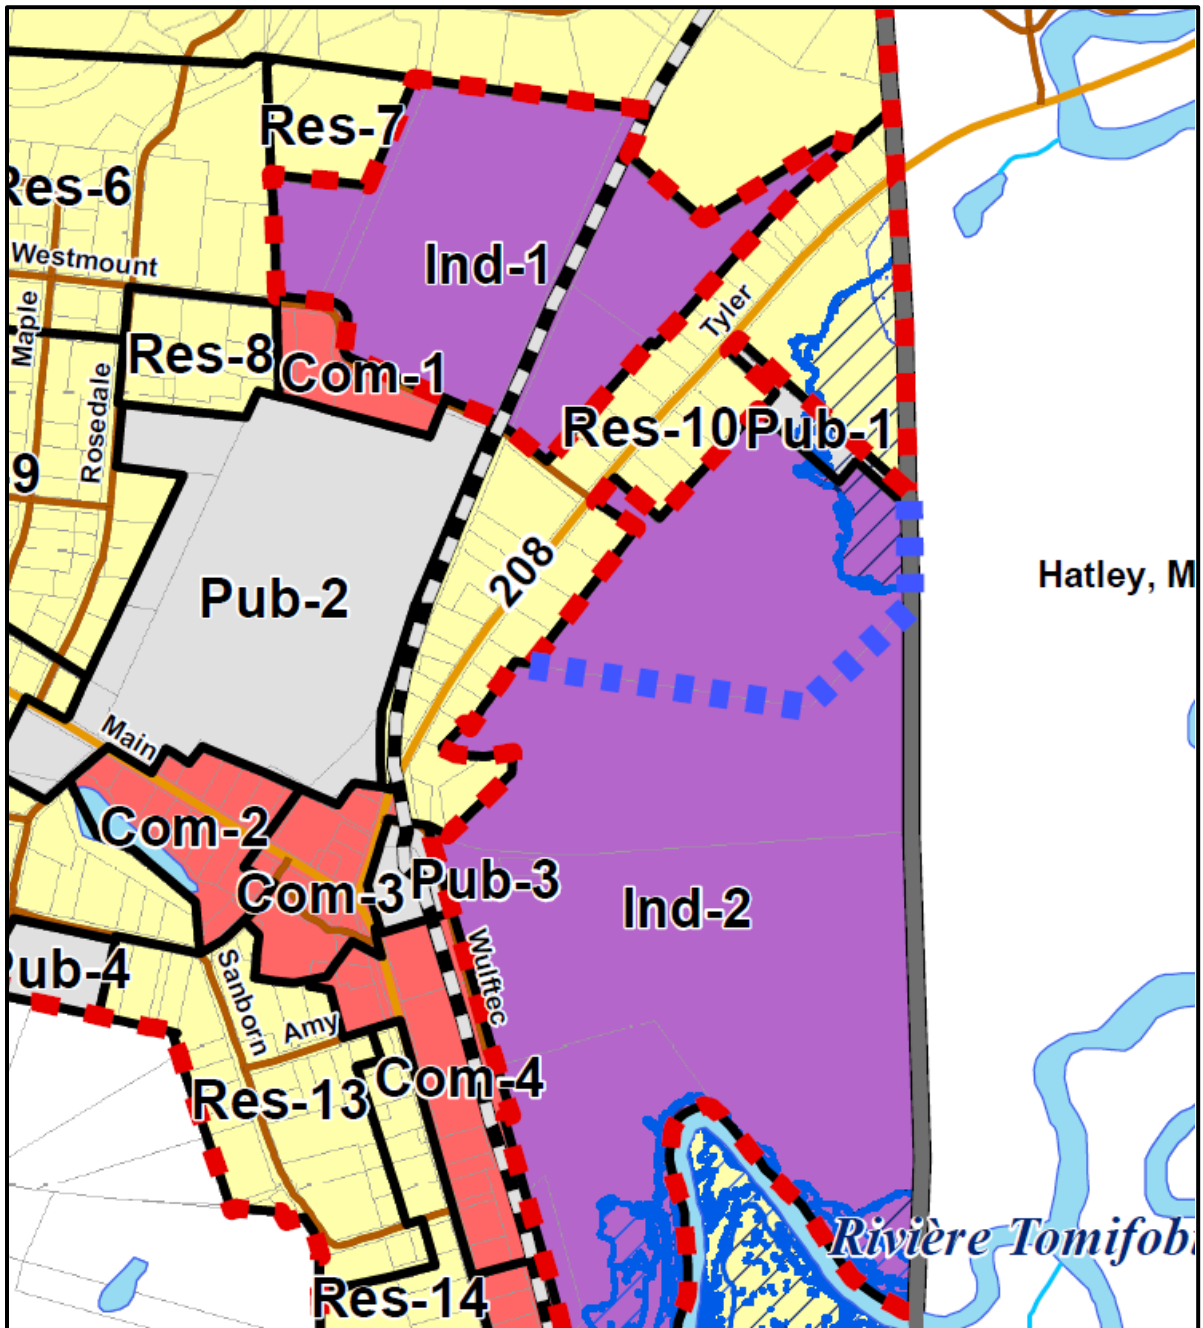 Res-7
Res-6
Westmount
Ind-1
Maple
Tyler
Res-8
Com-1
Rosedale
Res-10
Pub-1
9
208
Hatley, M
Pub-2
Main
Com-2
Com-3
Pub-3
Ind-2
Wulftec
Pub-4
Sanborn
Amy
Com-4
Res-13
Rivière Tomifobi
Res-14